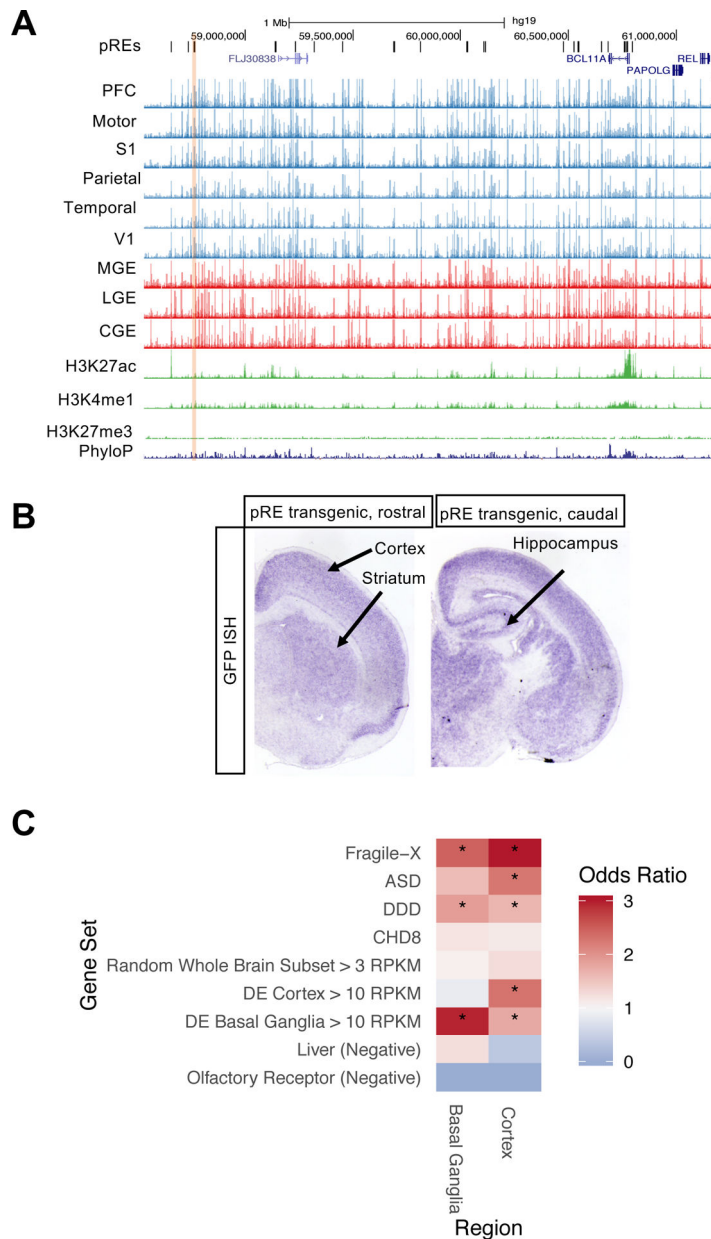 A
1 Mb
hg19
59,000,000
59,500,000
60,000,000
60,500,000
61,000,000
pREs
FLJ30838
BCL11A
REL
PAPOLG
PFC
Motor
S1
Parietal
Temporal
V1
MGE
LGE
CGE
H3K27ac
H3K4me1
H3K27me3
PhyloP
B
pRE transgenic, rostral
pRE transgenic, caudal
GFP ISH
Cortex
Striatum
Hippocampus
C
Gene Set
Fragile−X * *
ASD *
DDD * *
CHD8
Random Whole Brain Subset > 3 RPKM
DE Cortex > 10 RPKM *
DE Basal Ganglia > 10 RPKM * *
Liver (Negative)
Olfactory Receptor (Negative)
Basal Ganglia
Cortex
Region
Odds Ratio
3
2
1
0